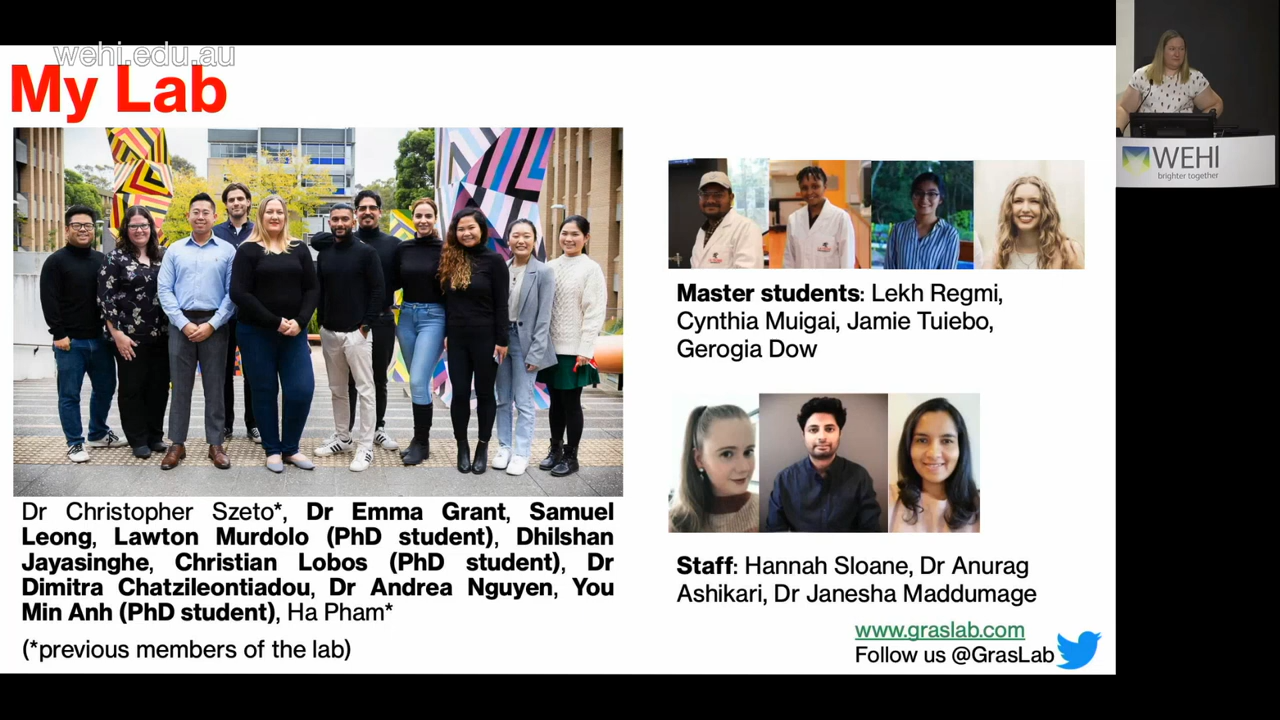 wehi.edu.au
My Lab
Dr Christopher Szeto*, Dr Emma Grant, Samuel
Leong, Lawton Murdolo (PhD student), Dhilshan
Jayasinghe, Christian Lobos (PhD student), Dr
Dimitra Chatzileontiadou, Dr Andrea Nguyen, You
Min Anh (PhD student), Ha Pham*
(*previous members of the lab)
Master students: Lekh Regmi,
Cynthia Muigai, Jamie Tuiebo,
Gerogia Dow
Staff: Hannah Sloane, Dr Anurag
Ashikari, Dr Janesha Maddumage
www.graslab.com
Follow us @GrasLab
WEHI
brighter together